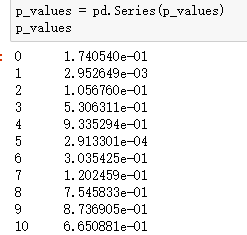 p_values = pd.Series(p_values)
p_values
0 1.740540e-01
1 2.952649e-03
2 1.056760e-01
3 5.306311e-01
4 9.335294e-01
5 2.913301e-04
6 3.035425e-01
7 1.202459e-01
8 7.545833e-01
9 8.736905e-01
10 6.650881e-01